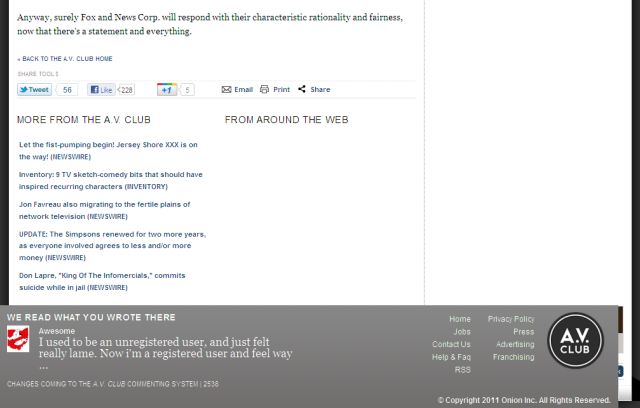 Anyway, surely Fox and News Corp. will respond with their characteristic rationality and fairness,
now that there's a statement and everything.
« BACK TO THE A.V. CLUB HOME
SHARE TOOLS
Tweet 56 Like 228 +1 5 Email Print Share
MORE FROM THE A.V. CLUB
Let the fist-pumping begin! Jersey Shore XXX is on
the way! (NEWSWIRE)
Inventory: 9 TV sketch-comedy bits that should have
inspired recurring characters (INVENTORY)
Jon Favreau also migrating to the fertile plains of
network television (NEWSWIRE)
UPDATE: The Simpsons renewed for two more years,
as everyone involved agrees to less and/or more
money (NEWSWIRE)
Don Lapre, "King Of The Infomercials," commits
suicide while in jail (NEWSWIRE)
FROM AROUND THE WEB
WE READ WHAT YOU WROTE THERE
Awesome
I used to be an unregistered user, and just felt
really lame. Now i'm a registered user and feel way
...
CHANGES COMING TO THE A.V. CLUB COMMENTING SYSTEM | 2538
Home
Jobs
Contact Us
Help & Faq
RSS
Privacy Policy
Press
Advertising
Franchising
A.V.
CLUB
© Copyright 2011 Onion Inc. All Rights Reserved.